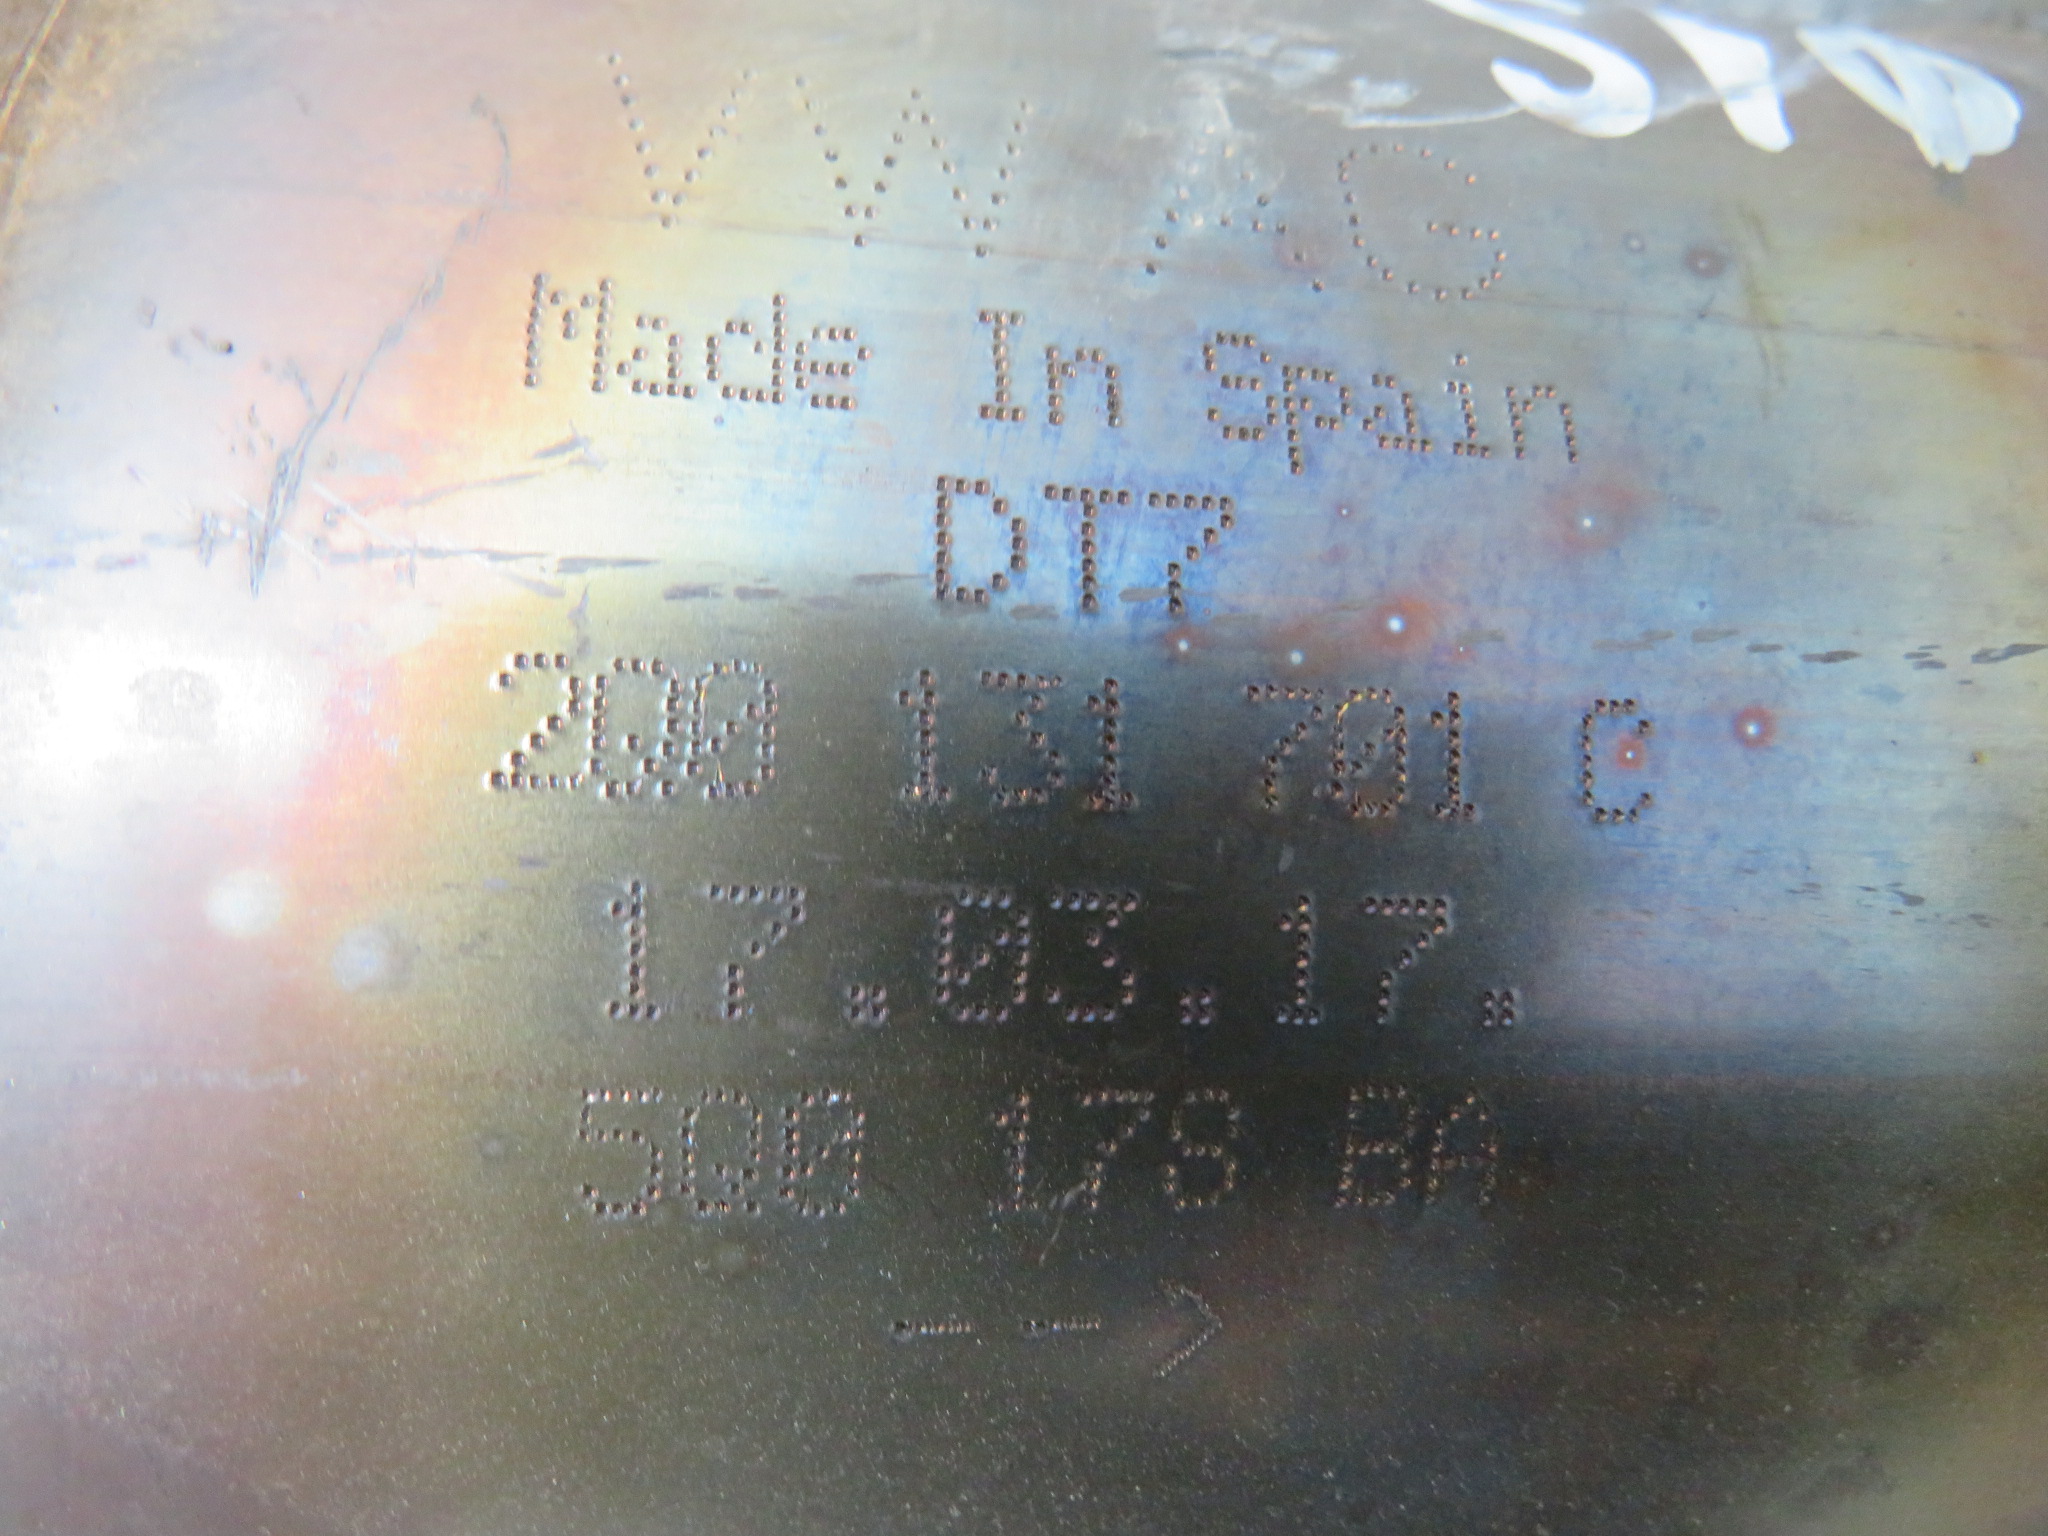 VW AG
Made In Spain
DT7
2Q0 131 701 C
17.03.17.
5Q0 178 BA
-->